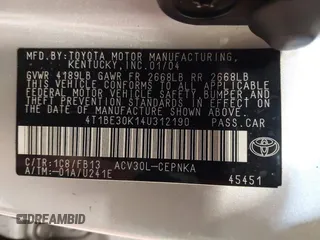 MFD.BY:TOYOTA MOTOR MANUFACTURING,
KENTUCKY,INC.01/04
GVWR 4189LB GAWR FR 2668LB RR 2668LB
THIS VEHICLE CONFORMS TO ALL APPLICABLE
FEDERAL MOTOR VEHICLE SAFETY, BUMPER, AND
THEFT PREVENTION STANDARDS IN EFFECT ON
THE DATE OF MANUFACTURE SHOWN ABOVE.
4T1BE30K14U312190
PASS.CAR
C/TR:1C8/FB13 ACV30L-CEPNKA
A/TM:-01A/U241E
45451
© DREAMBID